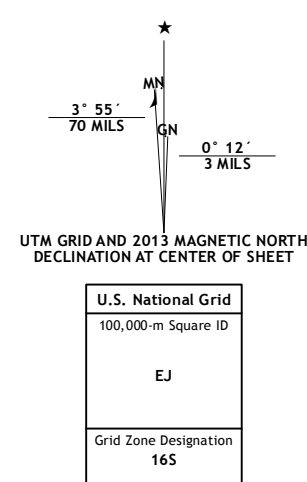 ★
MN
3° 55´
70 MILS
GN
0° 12´
3 MILS
UTM GRID AND 2013 MAGNETIC NORTH
DECLINATION AT CENTER OF SHEET
U.S. National Grid
100,000-m Square ID
EJ
Grid Zone Designation
16S